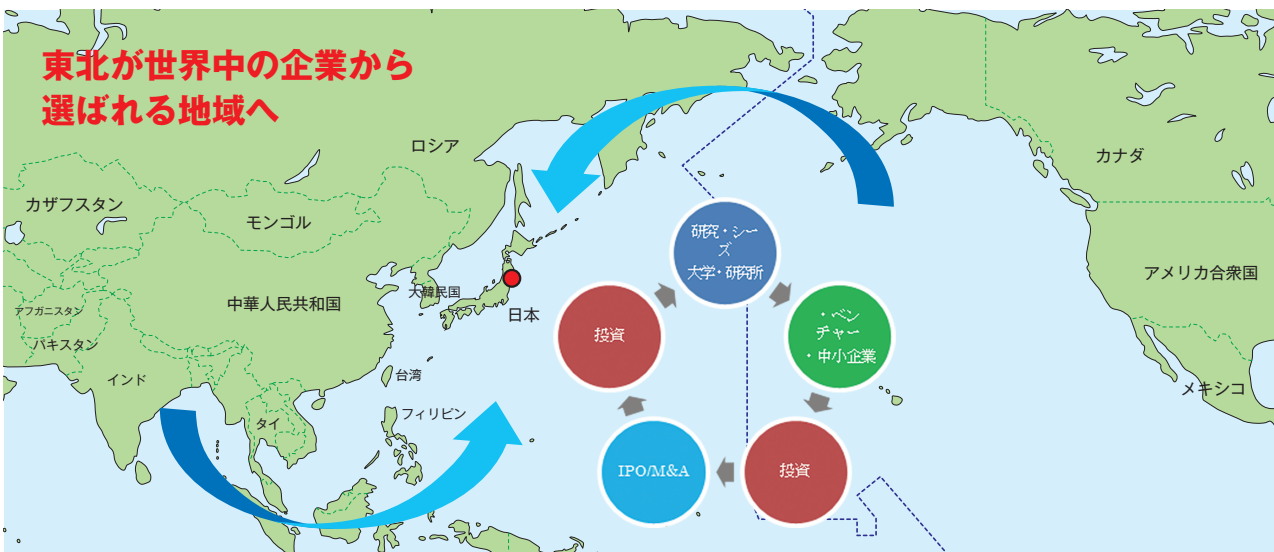 東北が世界中の企業から
選ばれる地域へ
ロシア
カナダ
カザフスタン
モンゴル
アメリカ合衆国
中華人民共和国
大韓民国
日本
アフガニスタン
パキスタン
インド
台湾
タイ
フィリピン
メキシコ
研究・シー
ズ
大学・研究所
・ベン
チャー
・中小企業
投資
IPO/M&A
投資